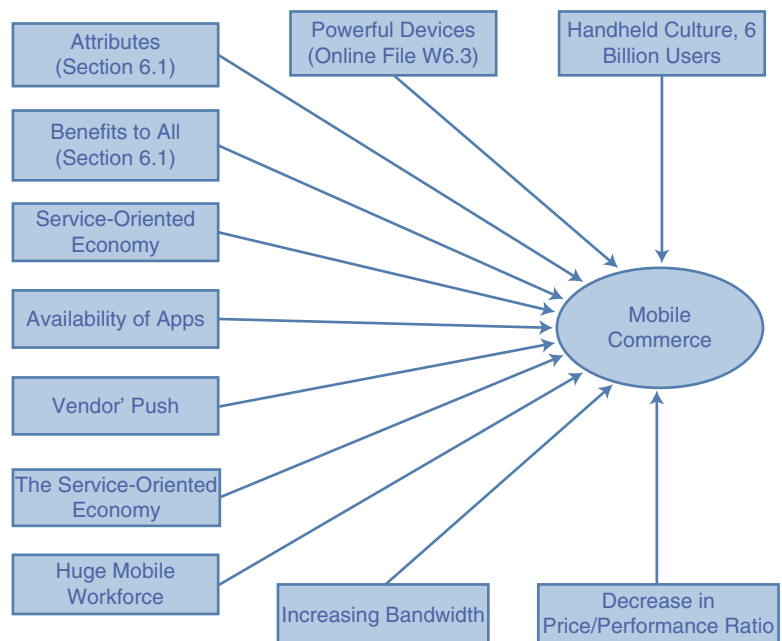 Attributes
(Section 6.1)
Powerful Devices
(Online File W6.3)
Handheld Culture, 6
Billion Users
Benefits to All
(Section 6.1)
Service-Oriented
Economy
Availability of Apps
Mobile
Commerce
Vendor' Push
The Service-Oriented
Economy
Huge Mobile
Workforce
Increasing Bandwidth
Decrease in
Price/Performance Ratio